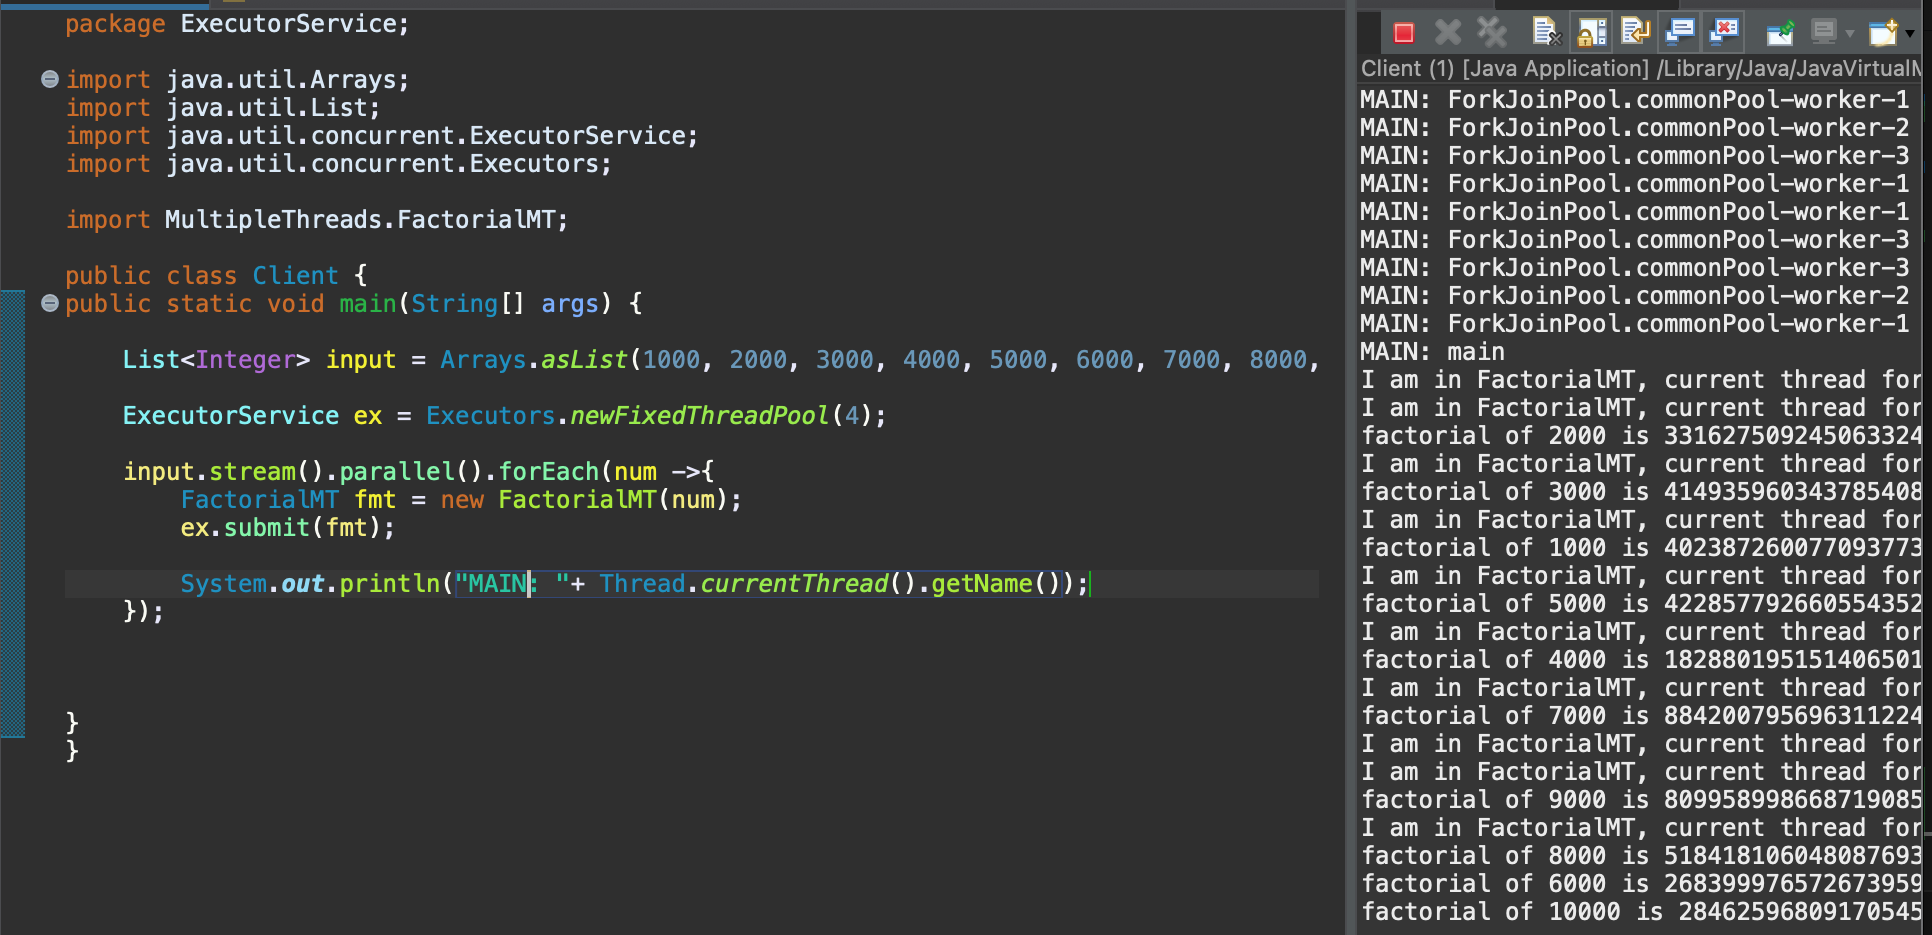 package ExecutorService;
import java.util.Arrays;
import java.util.List;
import java.util.concurrent.ExecutorService;
import java.util.concurrent.Executors;
import MultipleThreads.FactorialMT;
public class Client {
public static void main(String[] args) {
List<Integer> input = Arrays.asList(1000, 2000, 3000, 4000, 5000, 6000, 7000, 8000,
ExecutorService ex = Executors.newFixedThreadPool(4);
input.stream().parallel().forEach(num ->{
FactorialMT fmt = new FactorialMT(num);
ex.submit(fmt);
System.out.println("MAIN: "+ Thread.currentThread().getName());
});
}
}
Client (1) [Java Application] /Library/Java/JavaVirtualM
MAIN: ForkJoinPool.commonPool-worker-1
MAIN: ForkJoinPool.commonPool-worker-2
MAIN: ForkJoinPool.commonPool-worker-3
MAIN: ForkJoinPool.commonPool-worker-1
MAIN: ForkJoinPool.commonPool-worker-1
MAIN: ForkJoinPool.commonPool-worker-3
MAIN: ForkJoinPool.commonPool-worker-3
MAIN: ForkJoinPool.commonPool-worker-2
MAIN: ForkJoinPool.commonPool-worker-1
MAIN: main
I am in FactorialMT, current thread for
I am in FactorialMT, current thread for
factorial of 2000 is 331627509245063324
I am in FactorialMT, current thread for
factorial of 3000 is 414935960343785408
I am in FactorialMT, current thread for
factorial of 1000 is 402387260077093773
I am in FactorialMT, current thread for
factorial of 5000 is 422857792660554352
I am in FactorialMT, current thread for
factorial of 4000 is 182880195151406501
I am in FactorialMT, current thread for
factorial of 7000 is 884200795696311224
I am in FactorialMT, current thread for
I am in FactorialMT, current thread for
factorial of 9000 is 809958998668719085
I am in FactorialMT, current thread for
factorial of 8000 is 518418106048087693
factorial of 6000 is 268399976572673959
factorial of 10000 is 28462596809170545